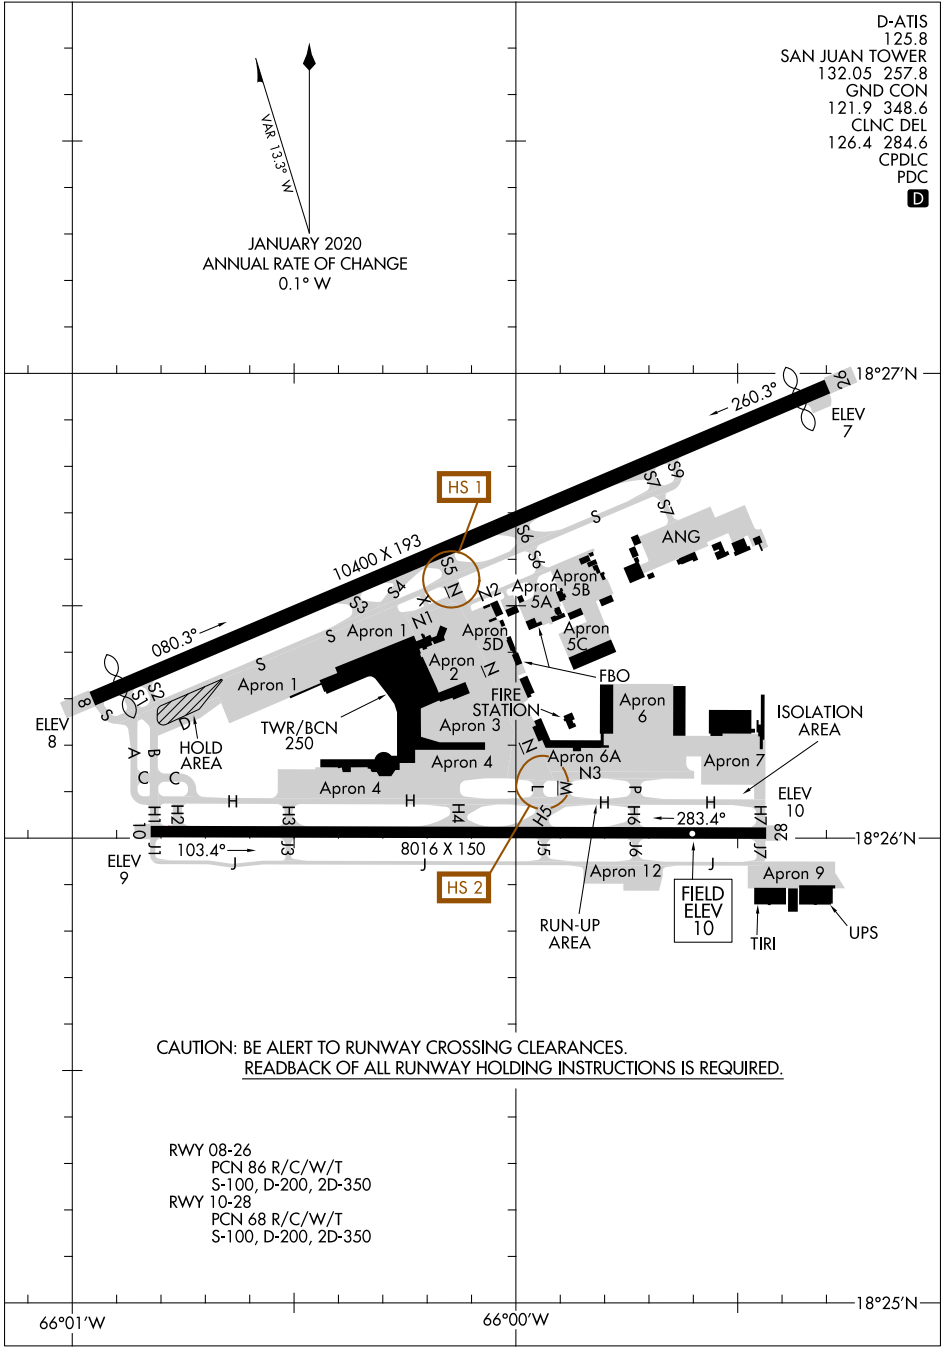 D-ATIS
125.8
SAN JUAN TOWER
132.05 257.8
GND CON
121.9 348.6
CLNC DEL
126.4 284.6
CPDLC
PDC
D
VAR 13.3° W
JANUARY 2020
ANNUAL RATE OF CHANGE
0.1° W
18°27'N
26
260.3°
ELEV
7
HS 1
S9
S7
S7
S
S6
S6
ANG
10400 X 193
S5
N
S4
S3
X
N1
N2
Apron
5A
Apron
5B
Apron
5C
Apron
5D
Apron 1
S
080.3°
S
Apron
2
N
FBO
Apron 1
8
S
S1
S2
D
ELEV
8
HOLD
AREA
TWR/BCN
250
FIRE
STATION
Apron 3
Apron
6
ISOLATION
AREA
A
B
C
C
N
Apron 4
Apron 4
Apron 6A
N3
Apron 7
L
M
P
H
H
H
H
ELEV
10
H1
H2
H3
H4
H5
H6
H7
10
28
283.4°
103.4°
8016 X 150
ELEV
9
J1
J
J3
J
J5
J6
J
J7
HS 2
Apron 12
Apron 9
FIELD
ELEV
10
RUN-UP
AREA
TIRI
UPS
18°26'N
CAUTION: BE ALERT TO RUNWAY CROSSING CLEARANCES.
READBACK OF ALL RUNWAY HOLDING INSTRUCTIONS IS REQUIRED.
RWY 08-26
PCN 86 R/C/W/T
S-100, D-200, 2D-350
RWY 10-28
PCN 68 R/C/W/T
S-100, D-200, 2D-350
18°25'N
66°01'W
66°00'W